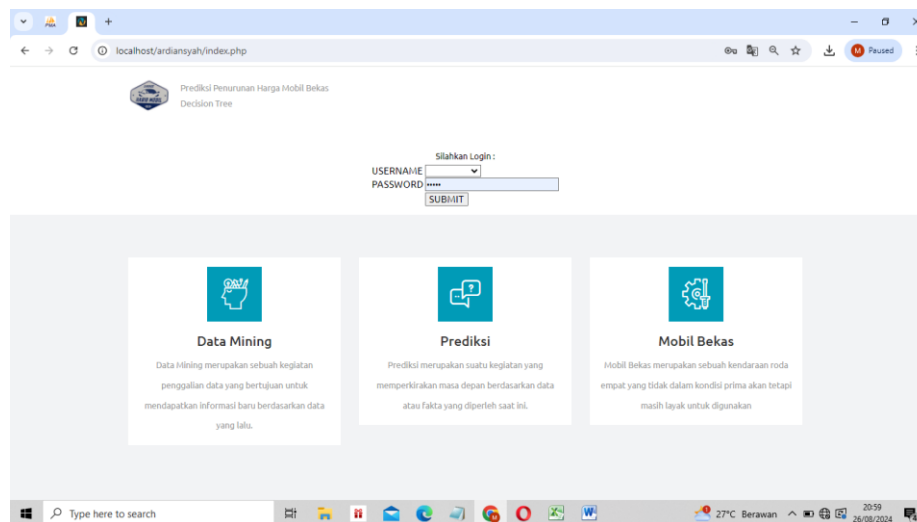 localhost/ardiansyah/index.php
M Paused
Prediksi Penurunan Harga Mobil Bekas
Decision Tree
Silahkan Login :
USERNAME
PASSWORD •••••
SUBMIT
Data Mining
Data Mining merupakan sebuah kegiatan
penggalian data yang bertujuan untuk
mendapatkan informasi baru berdasarkan data
yang lalu.
Prediksi
Prediksi merupakan suatu kegiatan yang
memperkirakan masa depan berdasarkan data
atau fakta yang diperleh saat ini.
Mobil Bekas
Mobil Bekas merupakan sebuah kendaraan roda
empat yang tidak dalam kondisi prima akan tetapi
masih layak untuk digunakan
Type here to search
27°C Berawan
20:59
26/08/2024